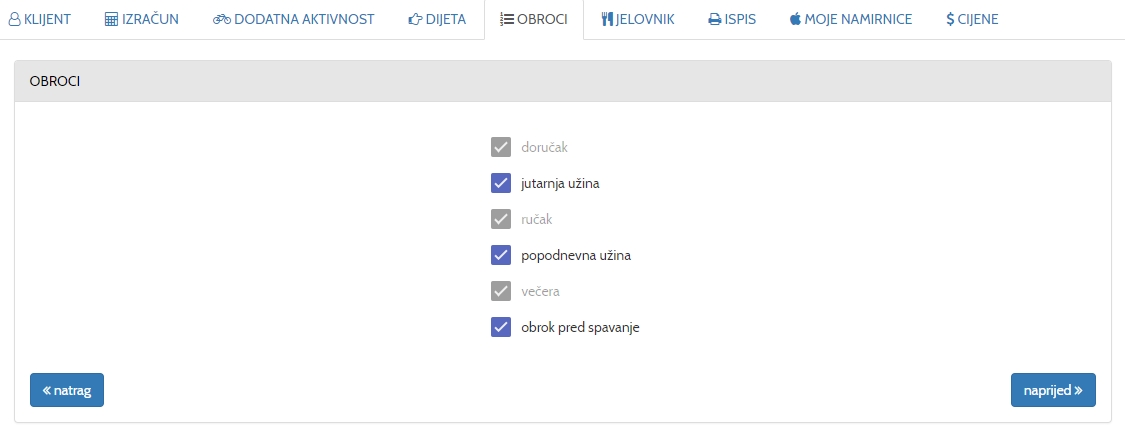 KLIJENT IZRAČUN DODATNA AKTIVNOST DIJETA OBROCI JELOVNIK ISPIS MOJE NAMIRNICE $ CIJENE
OBROCI
doručak
jutarnja užina
ručak
popodnevna užina
večera
obrok pred spavanje
« natrag naprijed »